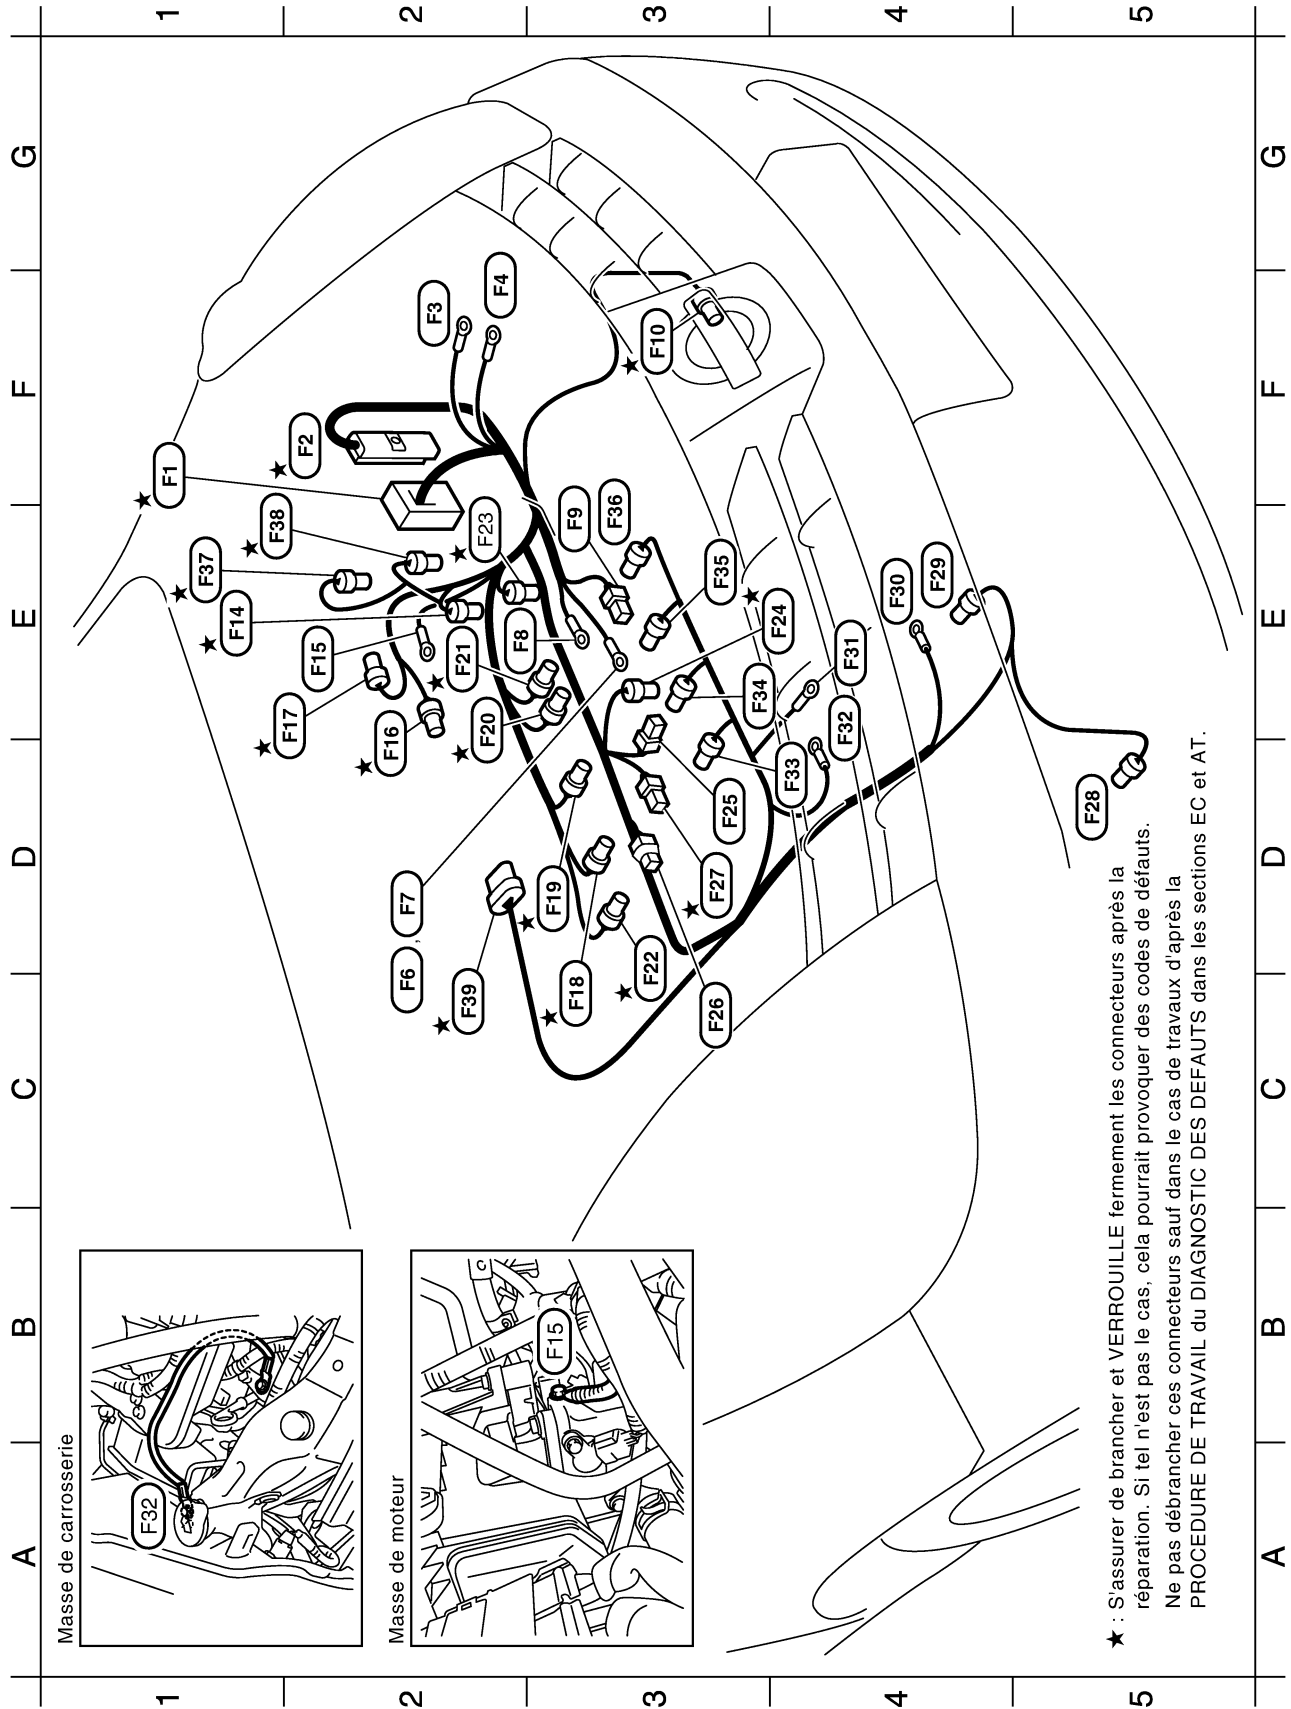 1 2 3 4 5
G
F
E
D
C
B
A
F3
F4
★ F10
★ F1
★ F2
★ F38
★ F37
★ F14
★ F23
F9
F36
F35
F15
★ F21
F8
★ F24
F30
F29
★ F17
★ F16
★ F20
F34
F31
F32
F33
F25
F28
F6 , F7
★ F39
★ F19
★ F27
★ F18
★ F22
F26
Masse de carrosserie
F32
Masse de moteur
F15
★ : S'assurer de brancher et VERROUILLE fermement les connecteurs après la
réparation. Si tel n'est pas le cas, cela pourrait provoquer des codes de défauts.
Ne pas débrancher ces connecteurs sauf dans le cas de travaux d'après la
PROCEDURE DE TRAVAIL du DIAGNOSTIC DES DEFAUTS dans les sections EC et AT.
G
F
E
D
C
B
A
1 2 3 4 5